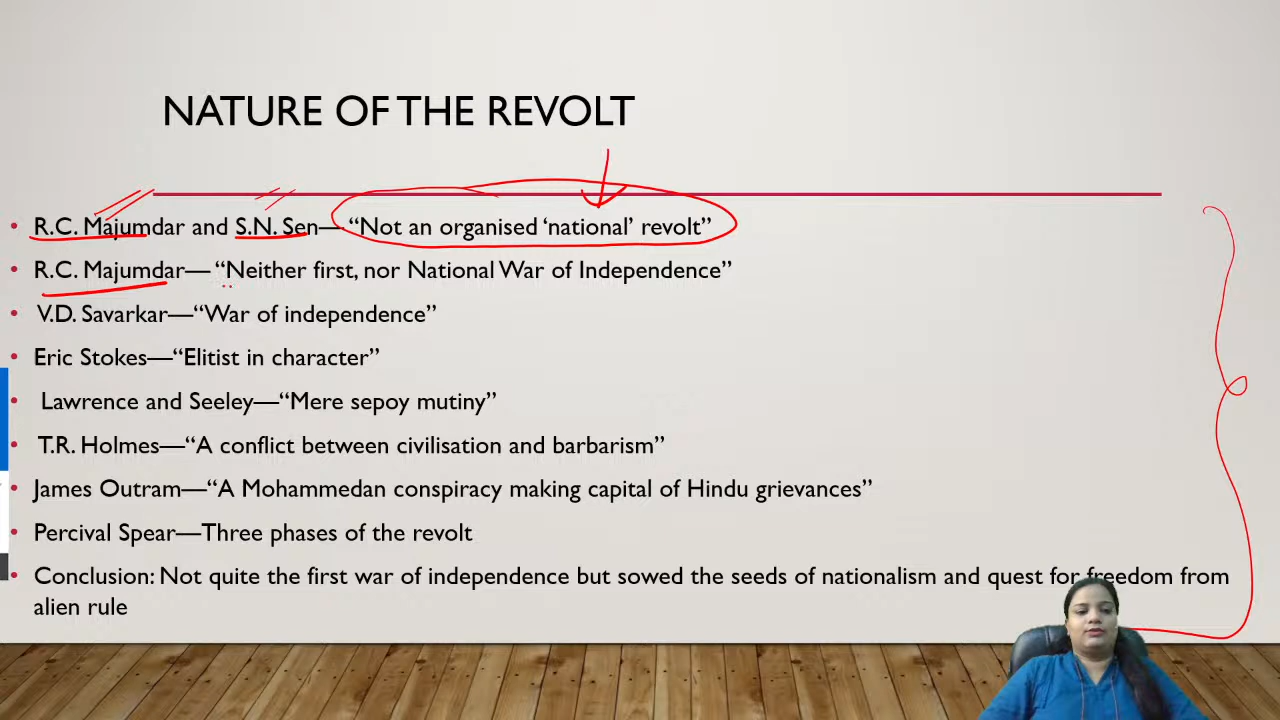 NATURE OF THE REVOLT
• R.C. Majumdar and S.N. Sen—“Not an organised ‘national’ revolt”
• R.C. Majumdar— “Neither first, nor National War of Independence”
• V.D. Savarkar—“War of independence”
• Eric Stokes—“Elitist in character”
• Lawrence and Seeley—“Mere sepoy mutiny”
• T.R. Holmes—“A conflict between civilisation and barbarism”
• James Outram—“A Mohammedan conspiracy making capital of Hindu grievances”
• Percival Spear—Three phases of the revolt
• Conclusion: Not quite the first war of independence but sowed the seeds of nationalism and quest for freedom from
alien rule